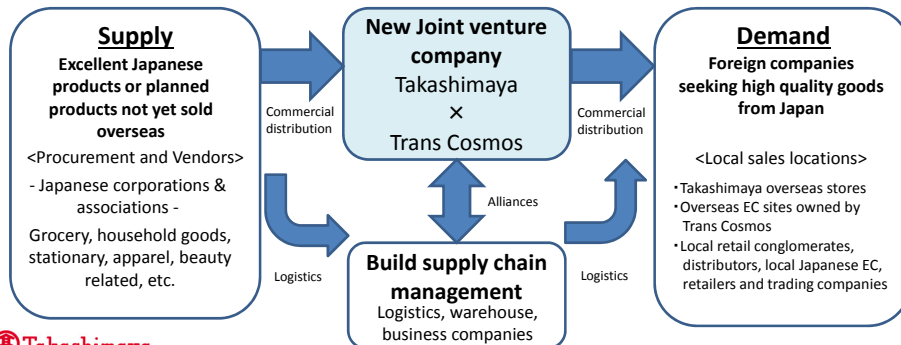 Supply
Excellent Japanese
products or planned
products not yet sold
overseas
<Procurement and Vendors>
- Japanese corporations &
associations -
Grocery, household goods,
stationary, apparel, beauty
related, etc.
Commercial
distribution
Logistics
New Joint venture
company
Takashimaya
×
Trans Cosmos
Alliances
Build supply chain
management
Logistics, warehouse,
business companies
Commercial
distribution
Logistics
Demand
Foreign companies
seeking high quality goods
from Japan
<Local sales locations>
・Takashimaya overseas stores
・Overseas EC sites owned by
Trans Cosmos
・Local retail conglomerates,
distributors, local Japanese EC,
retailers and trading companies
Takashimaya